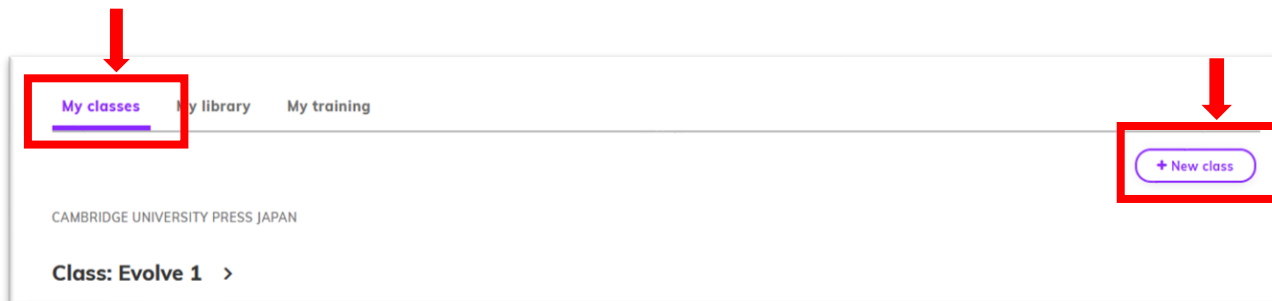 My classes My library My training
+ New class
CAMBRIDGE UNIVERSITY PRESS JAPAN
Class: Evolve 1 >